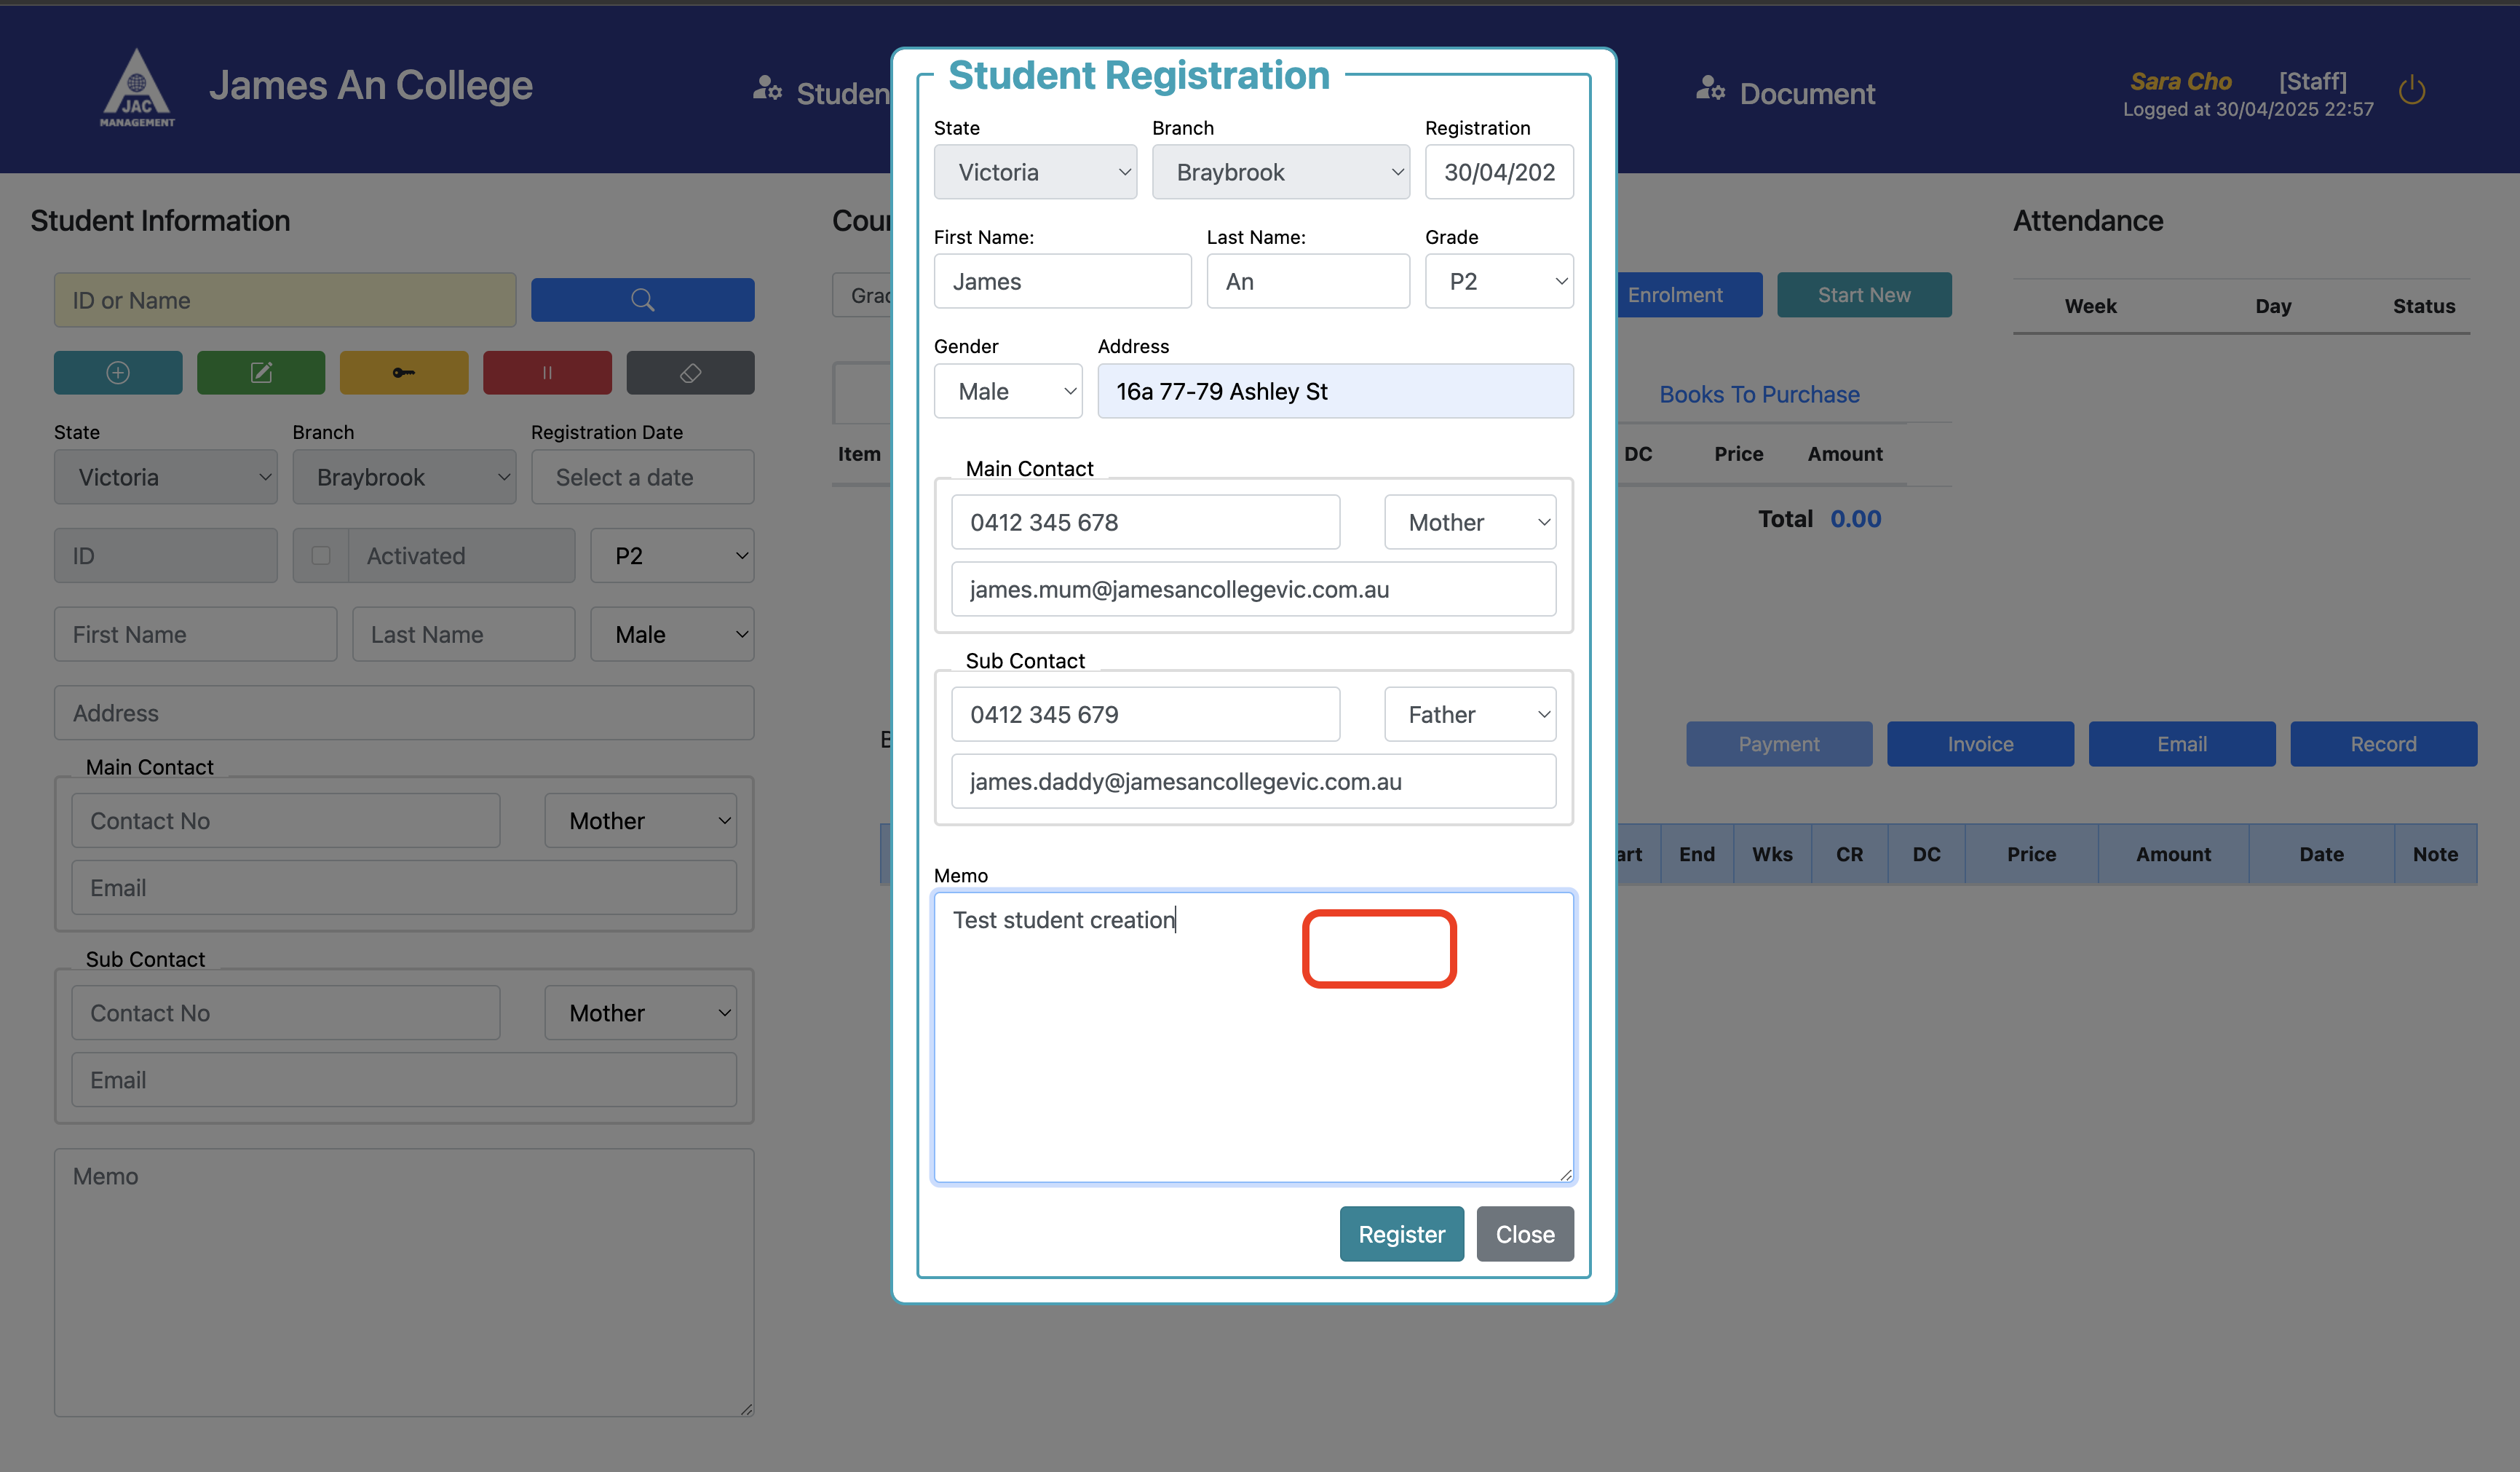 JAC
MANAGEMENT
James An College
Studen
Document
Sara Cho [Staff]
Logged at 30/04/2025 22:57
Student Information
ID or Name
State Branch Registration Date
Victoria Braybrook Select a date
ID Activated P2
First Name Last Name Male
Address
Main Contact
Contact No Mother
Email
Sub Contact
Contact No Mother
Email
Memo
Student Registration
State Branch Registration
Victoria Braybrook 30/04/202
First Name: Last Name: Grade
James An P2
Gender Address
Male 16a 77-79 Ashley St
Main Contact
0412 345 678 Mother
james.mum@jamesancollegevic.com.au
Sub Contact
0412 345 679 Father
james.daddy@jamesancollegevic.com.au
Memo
Test student creation
Register Close
Cour
Grad
Enrolment Start New
Books To Purchase
Item DC Price Amount
Total 0.00
Attendance
Week Day Status
Payment Invoice Email Record
art End Wks CR DC Price Amount Date Note